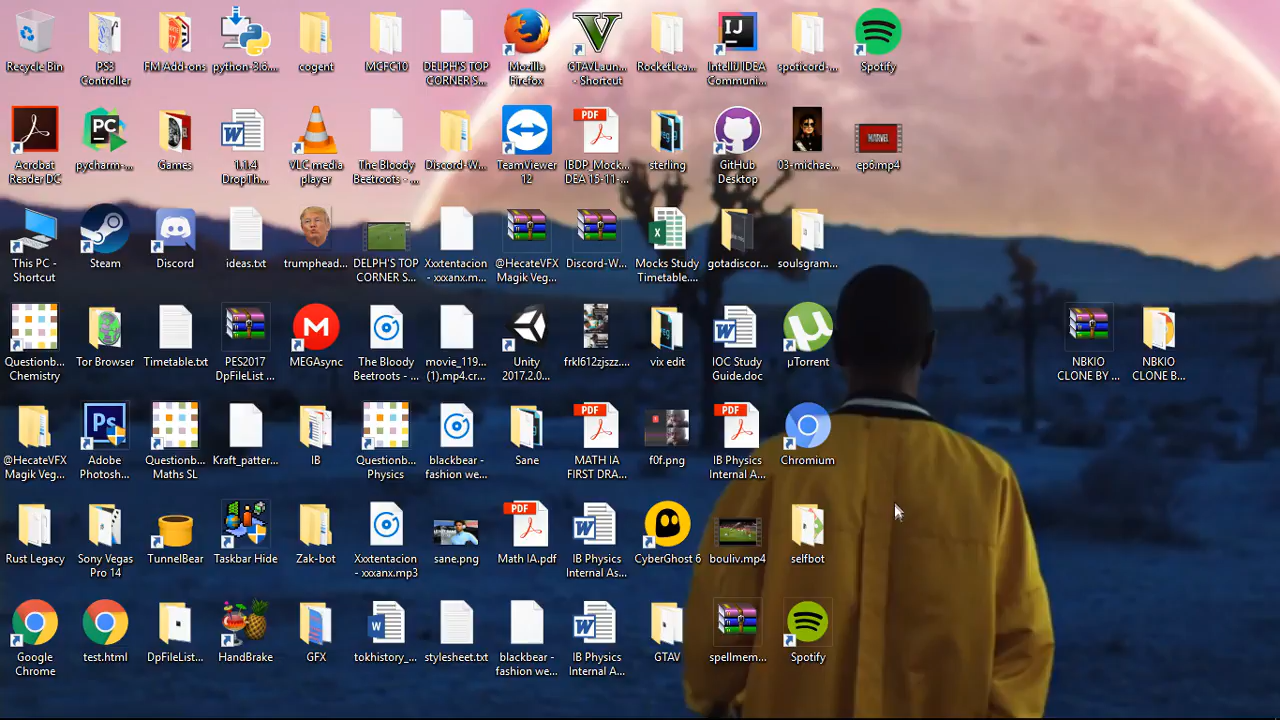 Recycle Bin
PS3
Controller
FM Add-ons
python-3.6...
cogent
MCFC10
DELPH'S TOP
CORNER S...
Mozilla
Firefox
GTAVLaun...
- Shortcut
RocketLea...
IntelliJ IDEA
Communi...
spoticord-...
Spotify
Acrobat
Reader DC
pycharm-...
Games
1.1.4
DropTh...
VLC media
player
The Bloody
Beetroots - ...
Discord-W...
TeamViewer
12
IBDP_Mock...
DEA 15-11-...
sterling
GitHub
Desktop
03-michae...
ep6.mp4
This PC -
Shortcut
Steam
Discord
ideas.txt
trumphead...
DELPH'S TOP
CORNER S...
Xxxtentacion
- xxxanx.m...
@HecateVFX
Magik Veg...
Discord-W...
Mocks Study
Timetable....
gotadiscor...
soulsgram...
Questionb...
Chemistry
Tor Browser
Timetable.txt
PES2017
DpFileList ...
MEGAsync
The Bloody
Beetroots - ...
movie_119...
(1).mp4.cr...
Unity
2017.2.0...
frkl612zjszz....
vix edit
IOC Study
Guide.doc
µTorrent
NBKIO
CLONE BY ...
NBKIO
CLONE B...
@HecateVFX
Magik Veg...
Adobe
Photosh...
Questionb...
Maths SL
Kraft_patter...
IB
Questionb...
Physics
blackbear -
fashion we...
Sane
MATH IA
FIRST DRA...
f0f.png
IB Physics
Internal A...
Chromium
Rust Legacy
Sony Vegas
Pro 14
TunnelBear
Taskbar Hide
Zak-bot
Xxxtentacion
- xxxanx.mp3
sane.png
Math IA.pdf
IB Physics
Internal As...
CyberGhost 6
bouliv.mp4
selfbot
Google
Chrome
test.html
DpFileList...
HandBrake
GFX
tokhistory_...
stylesheet.txt
blackbear -
fashion we...
IB Physics
Internal A...
GTAV
spellmem...
Spotify